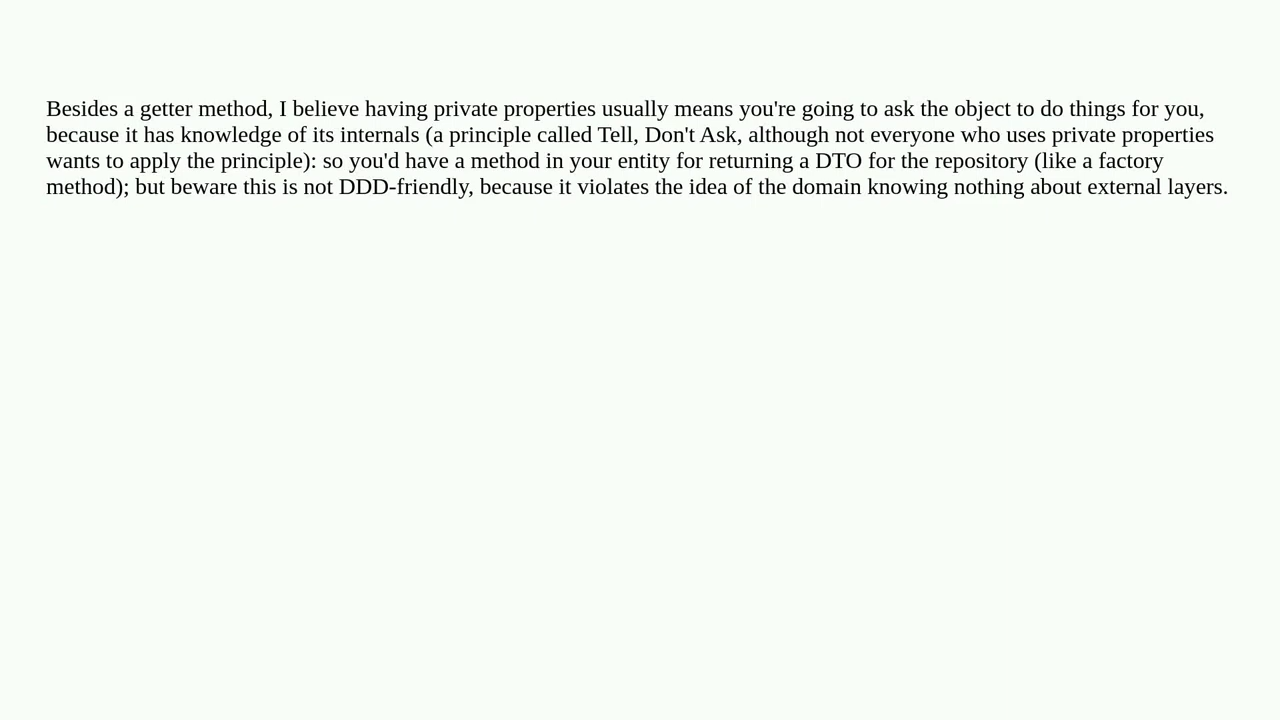 Besides a getter method, I believe having private properties usually means you're going to ask the object to do things for you,
because it has knowledge of its internals (a principle called Tell, Don't Ask, although not everyone who uses private properties
wants to apply the principle): so you'd have a method in your entity for returning a DTO for the repository (like a factory
method); but beware this is not DDD-friendly, because it violates the idea of the domain knowing nothing about external layers.